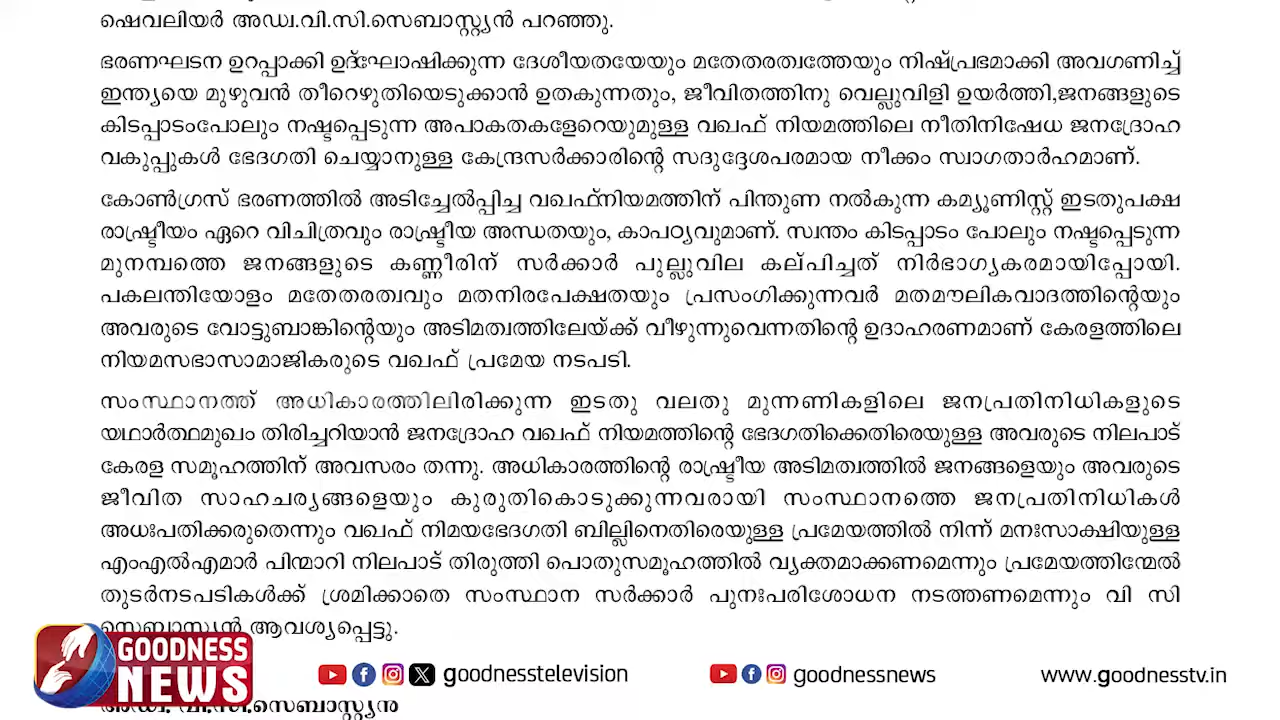 ഷെവലിയർ അഡ്വ.വി.സി.സെബാസ്റ്റ്യൻ പറഞ്ഞു.
ഭരണഘടന ഉറപ്പാക്കി ഉദ്ഘോഷിക്കുന്ന ദേശീയതയേയും മതേതരത്വത്തേയും നിഷ്പ്രഭമാക്കി അവഗണിച്ച്
ഇന്ത്യയെ മുഴുവൻ തീറെഴുതിയെടുക്കാൻ ഉതകുന്നതും, ജീവിതത്തിനു വെല്ലുവിളി ഉയർത്തി,ജനങ്ങളുടെ
കിടപ്പാടംപോലും നഷ്ടപ്പെടുന്ന അപാകതകളേറെയുമുള്ള വഖഫ് നിയമത്തിലെ നീതിനിഷേധ ജനദ്രോഹ
വകുപ്പുകൾ ഭേദഗതി ചെയ്യാനുള്ള കേന്ദ്രസർക്കാരിന്റെ സദുദ്ദേശപരമായ നീക്കം സ്വാഗതാർഹമാണ്.
കോൺഗ്രസ് ഭരണത്തിൽ അടിച്ചേൽപ്പിച്ച വഖഫ്നിയമത്തിന് പിന്തുണ നൽകുന്ന കമ്യൂണിസ്റ്റ് ഇടതുപക്ഷ
രാഷ്ട്രീയം ഏറെ വിചിത്രവും രാഷ്ട്രീയ അന്ധതയും, കാപഠ്യവുമാണ്. സ്വന്തം കിടപ്പാടം പോലും നഷ്ടപ്പെടുന്ന
മുനമ്പത്തെ ജനങ്ങളുടെ കണ്ണീരിന് സർക്കാർ പുല്ലുവില കല്പിച്ചത് നിർഭാഗ്യകരമായിപ്പോയി.
പകലന്തിയോളം മതേതരത്വവും മതനിരപേക്ഷതയും പ്രസംഗിക്കുന്നവർ മതമൗലികവാദത്തിന്റെയും
അവരുടെ വോട്ടുബാങ്കിന്റെയും അടിമത്വത്തിലേയ്ക്ക് വീഴുന്നുവെന്നതിന്റെ ഉദാഹരണമാണ് കേരളത്തിലെ
നിയമസഭാസാമാജികരുടെ വഖഫ് പ്രമേയ നടപടി.
സംസ്ഥാനത്ത് അധികാരത്തിലിരിക്കുന്ന ഇടതു വലതു മുന്നണികളിലെ ജനപ്രതിനിധികളുടെ
യഥാർത്ഥമുഖം തിരിച്ചറിയാൻ ജനദ്രോഹ വഖഫ് നിയമത്തിന്റെ ഭേദഗതിക്കെതിരെയുള്ള അവരുടെ നിലപാട്
കേരള സമൂഹത്തിന് അവസരം തന്നു. അധികാരത്തിന്റെ രാഷ്ട്രീയ അടിമത്വത്തിൽ ജനങ്ങളെയും അവരുടെ
ജീവിത സാഹചര്യങ്ങളെയും കുരുതികൊടുക്കുന്നവരായി സംസ്ഥാനത്തെ ജനപ്രതിനിധികൾ
അധഃപതിക്കരുതെന്നും വഖഫ് നിമയഭേദഗതി ബില്ലിനെതിരെയുള്ള പ്രമേയത്തിൽ നിന്ന് മനഃസാക്ഷിയുള്ള
എംഎൽഎമാർ പിന്മാറി നിലപാട് തിരുത്തി പൊതുസമൂഹത്തിൽ വ്യക്തമാക്കണമെന്നും പ്രമേയത്തിന്മേൽ
തുടർനടപടികൾക്ക് ശ്രമിക്കാതെ സംസ്ഥാന സർക്കാർ പുനഃപരിശോധന നടത്തണമെന്നും വി സി
സെബാസ്റ്റ്യൻ ആവശ്യപ്പെട്ടു.
GOODNESS
NEWS
goodnesstelevision
goodnessnews
www.goodnesstv.in
അഡ്വ. വി.സി.സെബാസ്റ്റ്യൻ